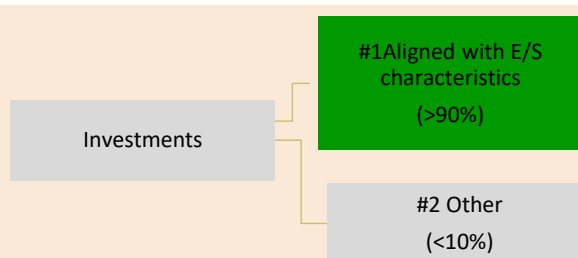 #1Aligned with E/S
characteristics
(>90%)
Investments
#2 Other
(<10%)